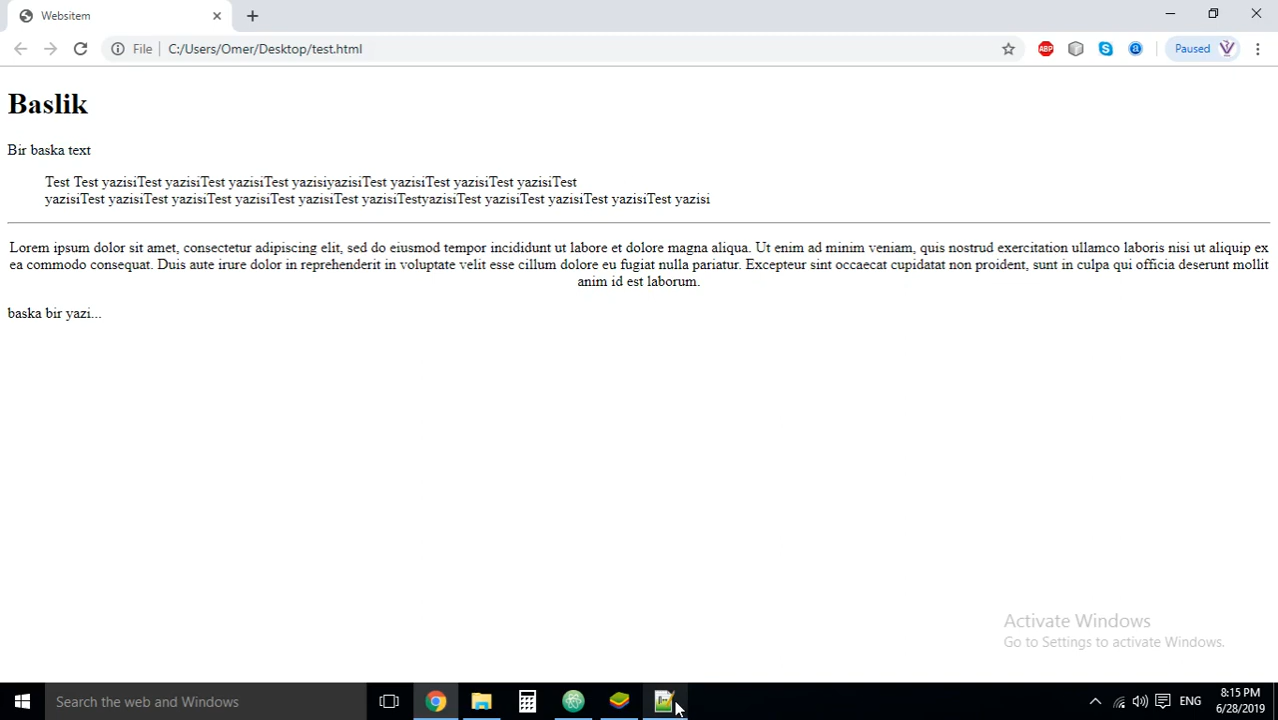 Websitem
File
C:/Users/Omer/Desktop/test.html
ABP
Paused
Baslik
Bir baska text
Test Test yazisiTest yazisiTest yazisiTest yazisiyazisiTest yazisiTest yazisiTest yazisiTest
yazisiTest yazisiTest yazisiTest yazisiTest yazisiTest yazisiTestyazisiTest yazisiTest yazisiTest yazisiTest yazisi
Lorem ipsum dolor sit amet, consectetur adipiscing elit, sed do eiusmod tempor incididunt ut labore et dolore magna aliqua. Ut enim ad minim veniam, quis nostrud exercitation ullamco laboris nisi ut aliquip ex
ea commodo consequat. Duis aute irure dolor in reprehenderit in voluptate velit esse cillum dolore eu fugiat nulla pariatur. Excepteur sint occaecat cupidatat non proident, sunt in culpa qui officia deserunt mollit
anim id est laborum.
baska bir yazi...
Activate Windows
Go to Settings to activate Windows.
Search the web and Windows
ENG
8:15 PM
6/28/2019